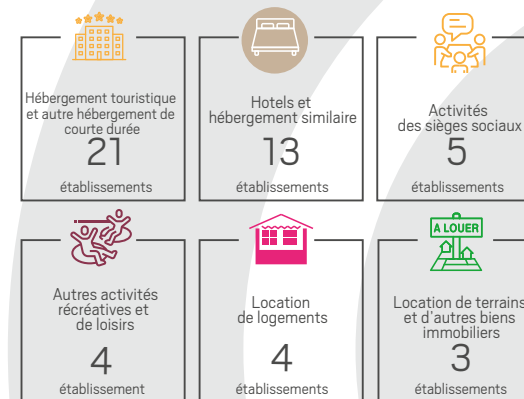 Hébergement touristique
et autre hébergement de
courte durée
21
établissements
Hotels et
hébergement similaire
13
établissements
Activités
des sièges sociaux
5
établissements
Autres activités
récréatives et
de loisirs
4
établissement
Location
de logements
4
établissements
A LOUER
Location de terrains
et d'autres biens
immobiliers
3
établissements